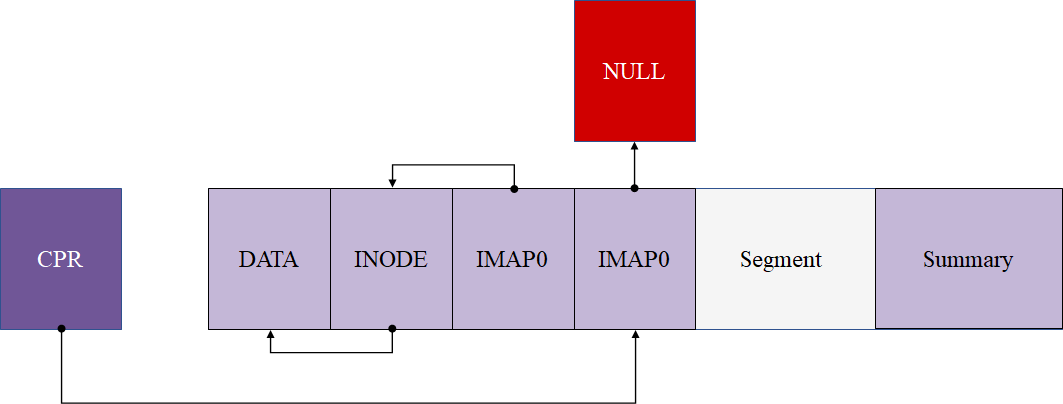 NULL
CPR
DATA
INODE
IMAP0
IMAP0
Segment
Summary